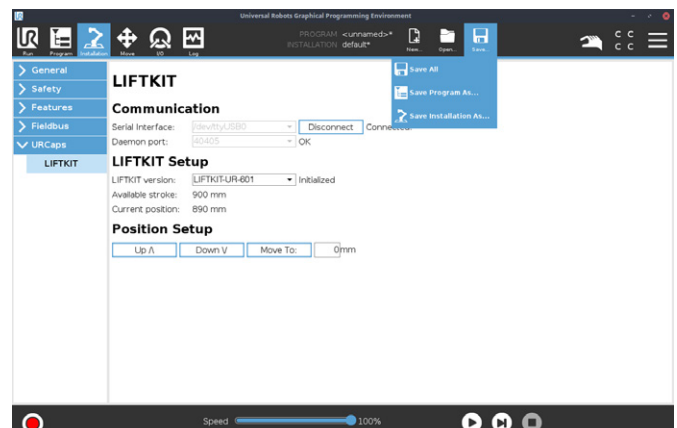 Universal Robots Graphical Programming Environment
UR
Run Program Installation Move I/O Log
PROGRAM <unnamed>*
INSTALLATION default*
New... Open... Save...
C C
C C
Save All
Save Program As...
Save Installation As...
General
Safety
Features
Fieldbus
URCaps
LIFTKIT
LIFTKIT
Communication
Serial Interface: /dev/ttyUSB0 Disconnect Connected!
Daemon port: 40405 OK
LIFTKIT Setup
LIFTKIT version: LIFTKIT-UR-601 Initialized
Available stroke: 900 mm
Current position: 890 mm
Position Setup
Up /\ Down \/ Move To: 0mm
Speed 100%